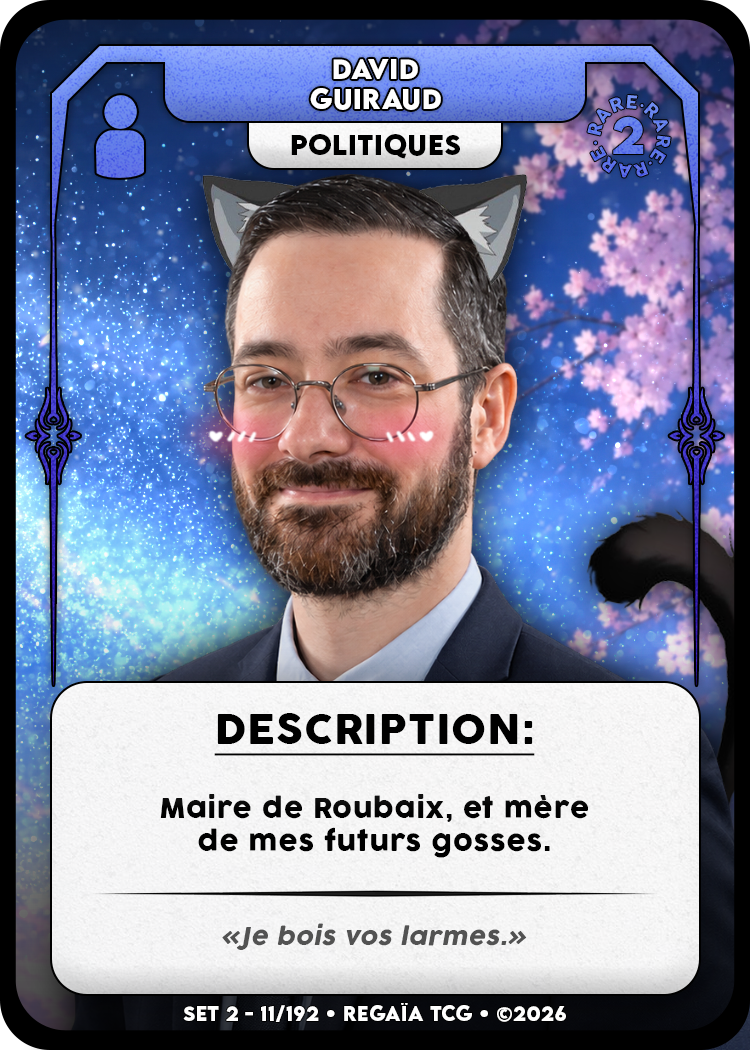 DAVID
GUIRAUD
POLITIQUES
RARE·RARE·RARE·
2
DESCRIPTION:
Maire de Roubaix, et mère
de mes futurs gosses.
«Je bois vos larmes.»
SET 2 - 11/192 • REGAÏA TCG • ©2026